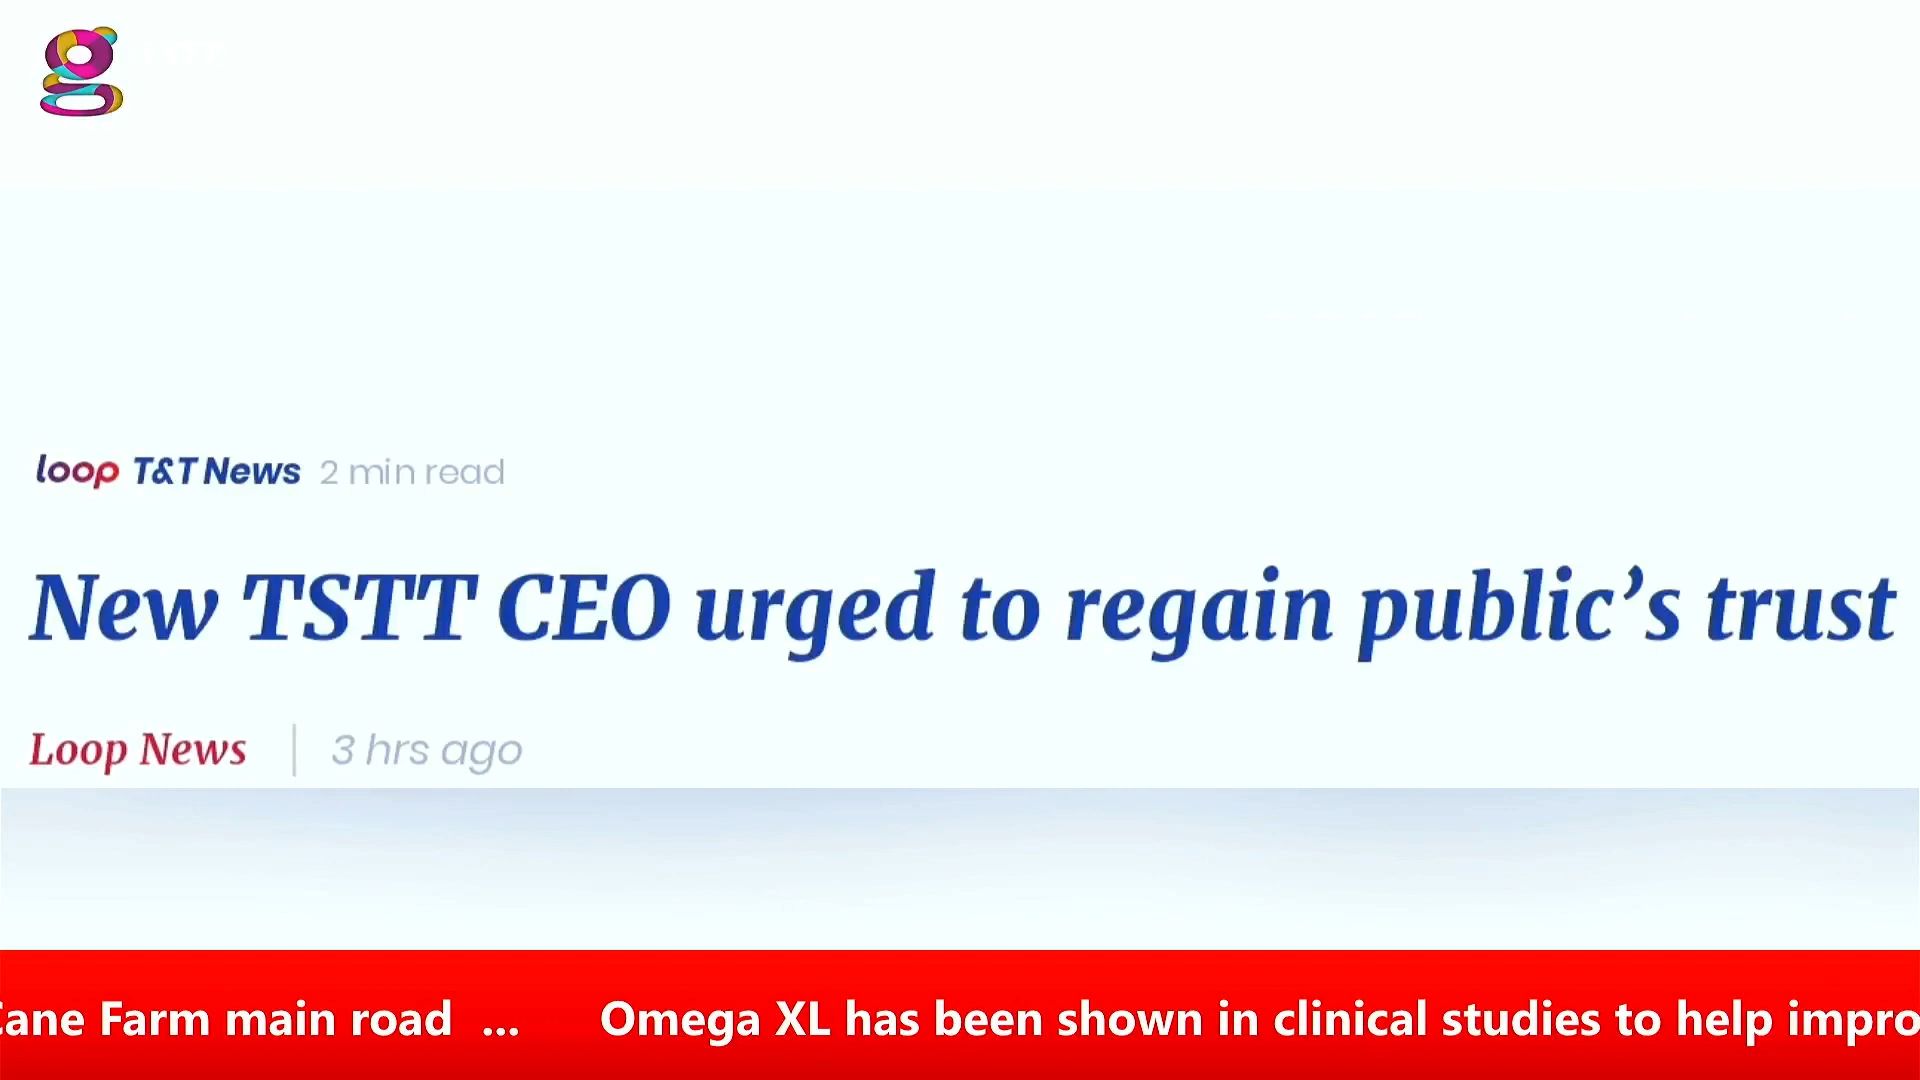 g
loop T&T News 2 min read
New TSTT CEO urged to regain public’s trust
Loop News | 3 hrs ago
Cane Farm main road ... Omega XL has been shown in clinical studies to help impro